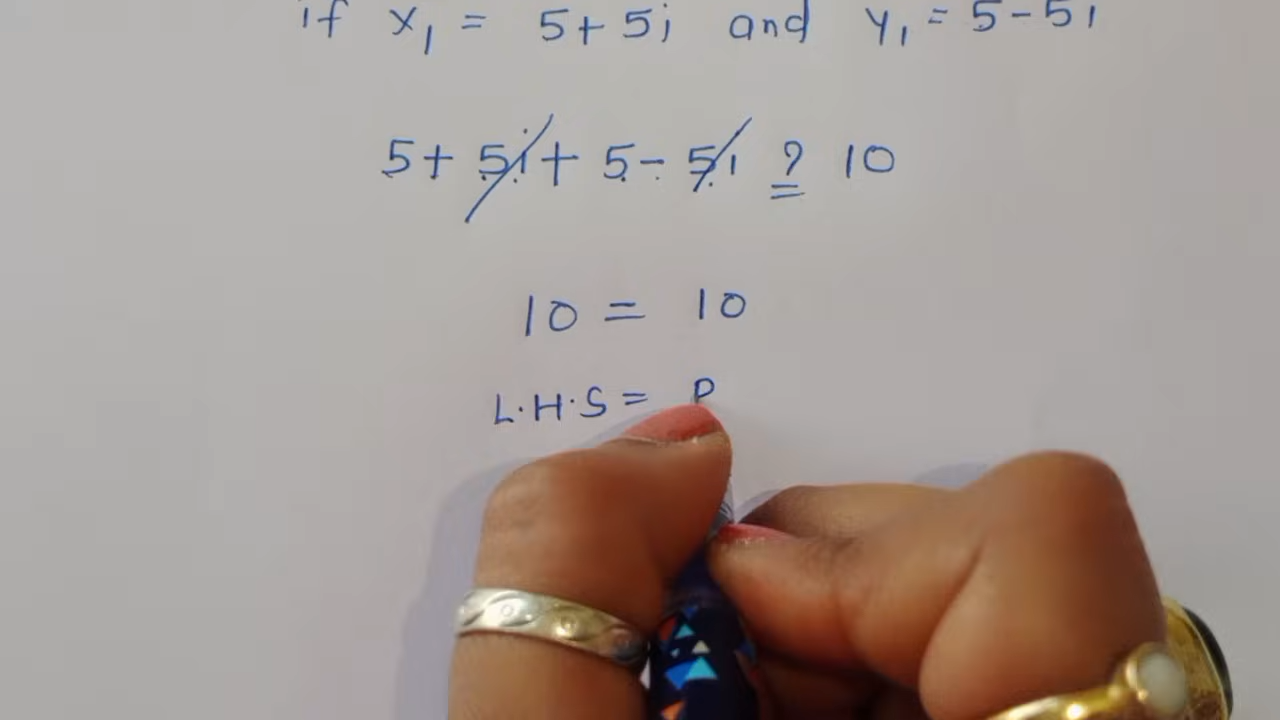 if x₁ = 5+5i and y₁ = 5-5i
5+ 5i + 5- 5i ? 10
10 = 10
L.H.S = P